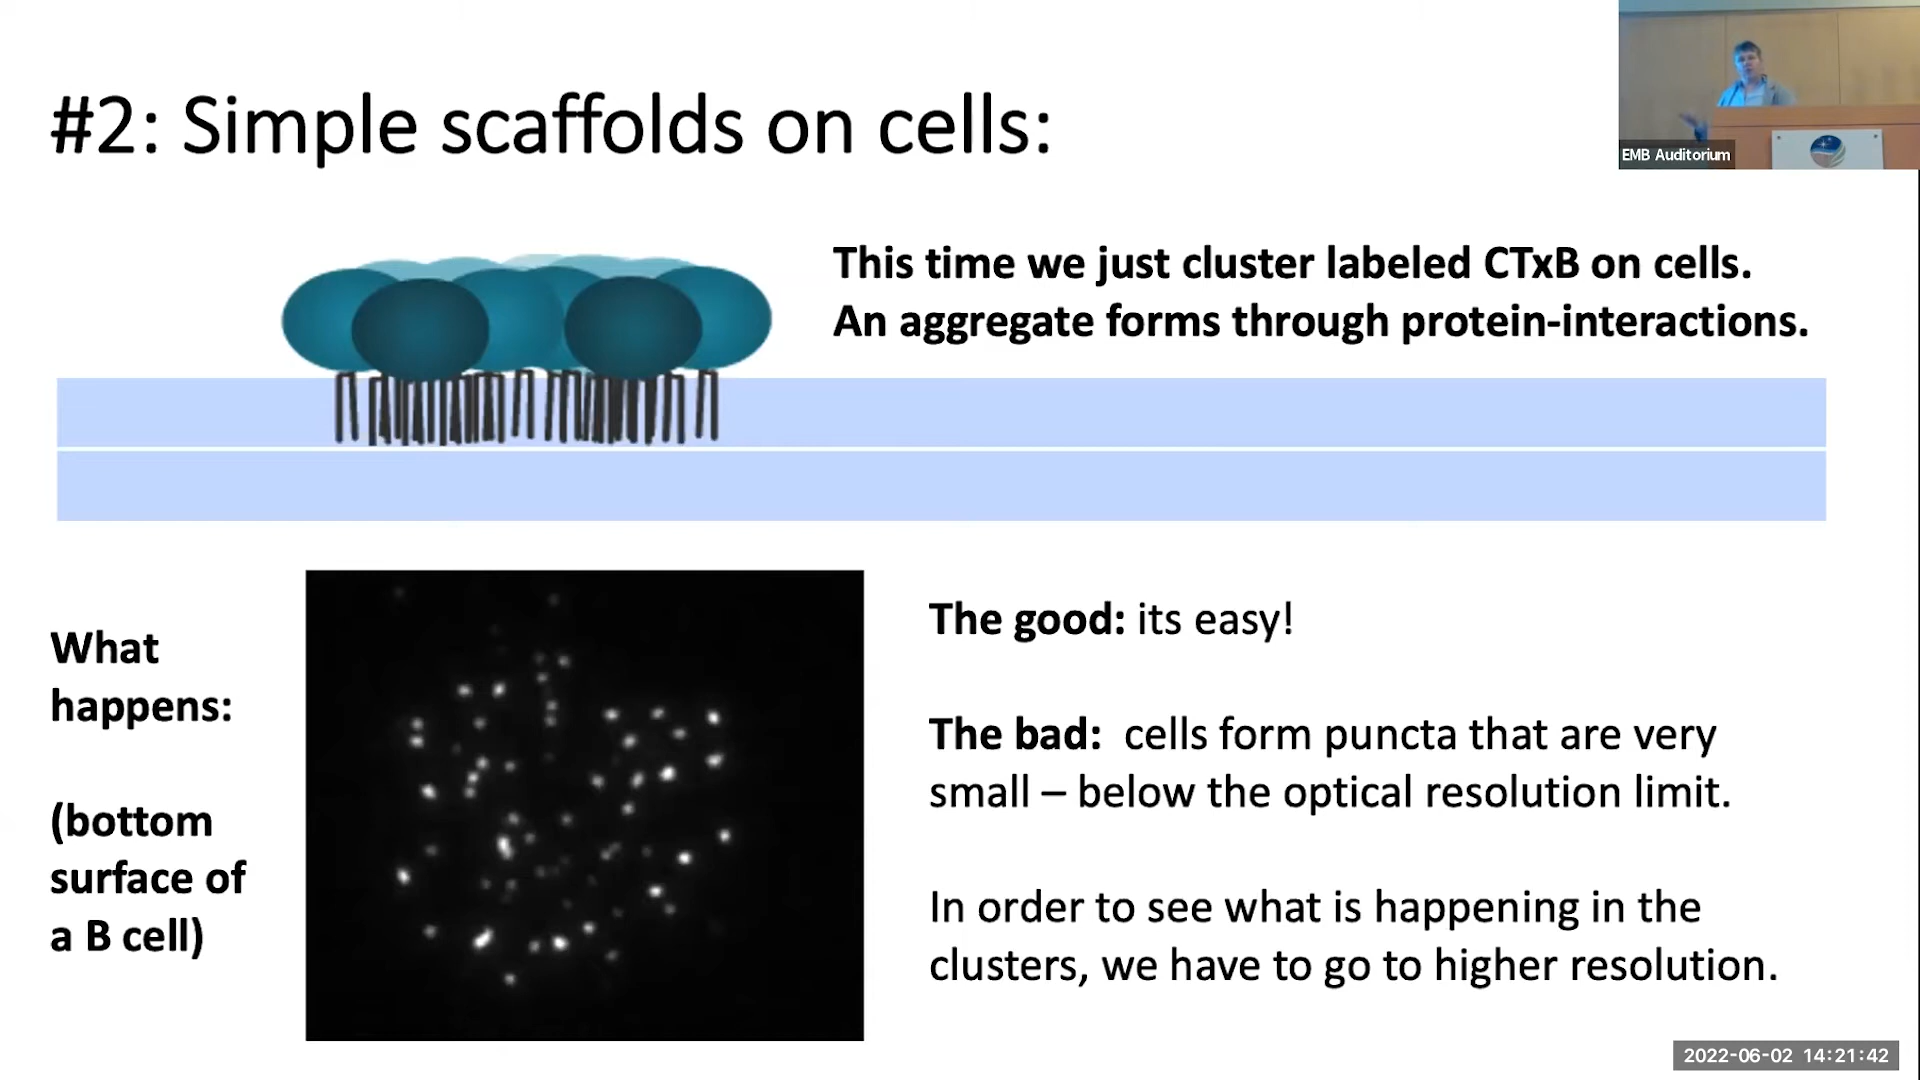 #2: Simple scaffolds on cells:
EMB Auditorium
This time we just cluster labeled CTxB on cells.
An aggregate forms through protein-interactions.
What
happens:
(bottom
surface of
a B cell)
The good: its easy!
The bad:  cells form puncta that are very
small – below the optical resolution limit.
In order to see what is happening in the
clusters, we have to go to higher resolution.
2022-06-02 14:21:42